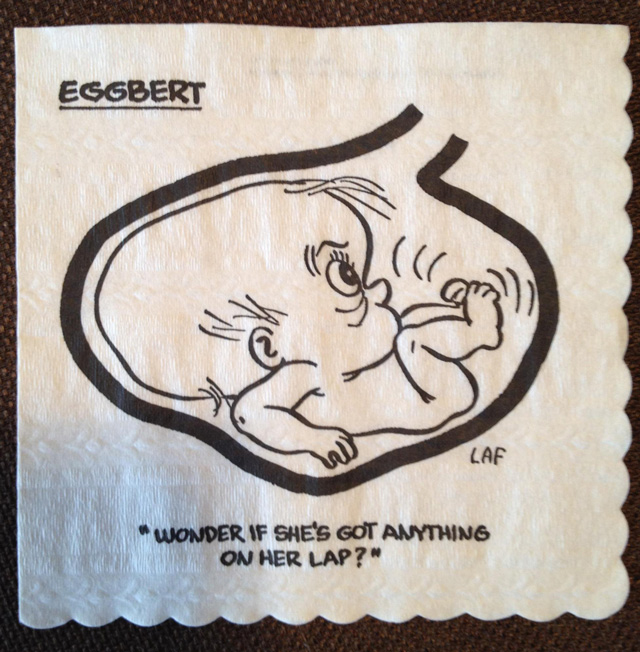 EGGBERT
LAF
"WONDER IF SHE'S GOT ANYTHING
ON HER LAP?"